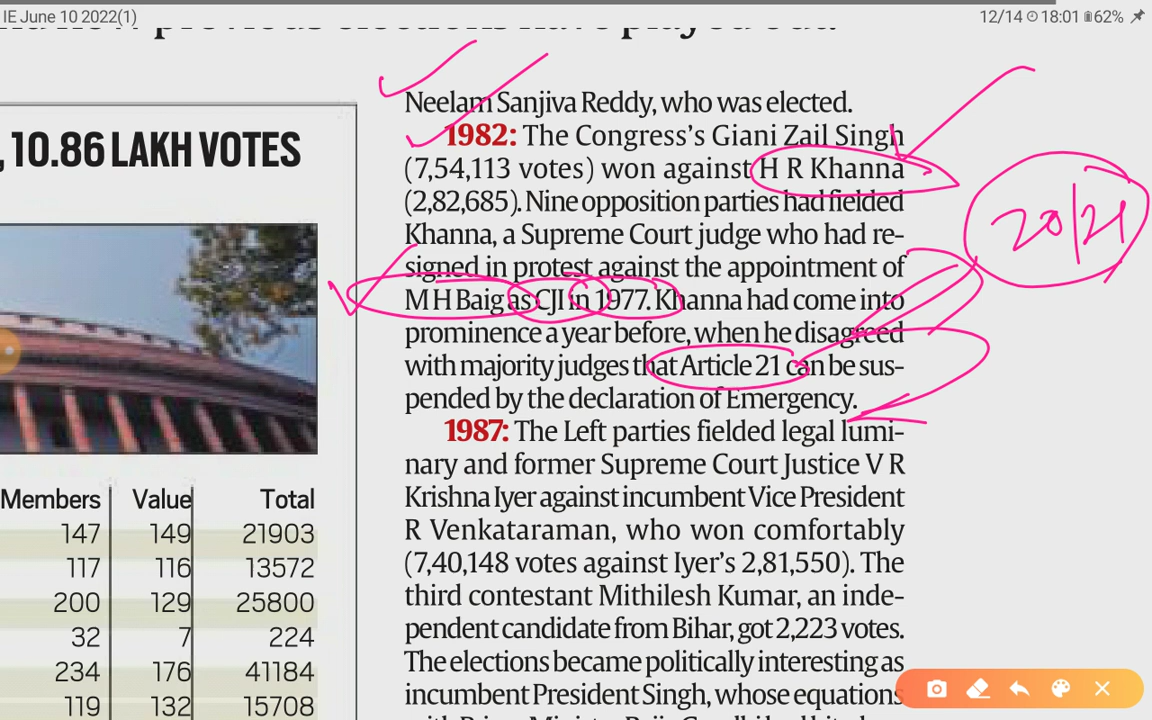 IE June 10 2022(1)
12/14 18:01 62%
previous elections have played out.
Neelam Sanjiva Reddy, who was elected.
1982: The Congress's Giani Zail Singh
(7,54,113 votes) won against H R Khanna
(2,82,685). Nine opposition parties had fielded
Khanna, a Supreme Court judge who had re-
signed in protest against the appointment of
M H Baig as CJI in 1977. Khanna had come into
prominence a year before, when he disagreed
with majority judges that Article 21 can be sus-
pended by the declaration of Emergency.
1987: The Left parties fielded legal lumi-
nary and former Supreme Court Justice V R
Krishna Iyer against incumbent Vice President
R Venkataraman, who won comfortably
(7,40,148 votes against Iyer's 2,81,550). The
third contestant Mithilesh Kumar, an inde-
pendent candidate from Bihar, got 2,223 votes.
The elections became politically interesting as
incumbent President Singh, whose equations
20/21
, 10.86 LAKH VOTES
Members Value Total
147 149 21903
117 116 13572
200 129 25800
32 7 224
234 176 41184
119 132 15708